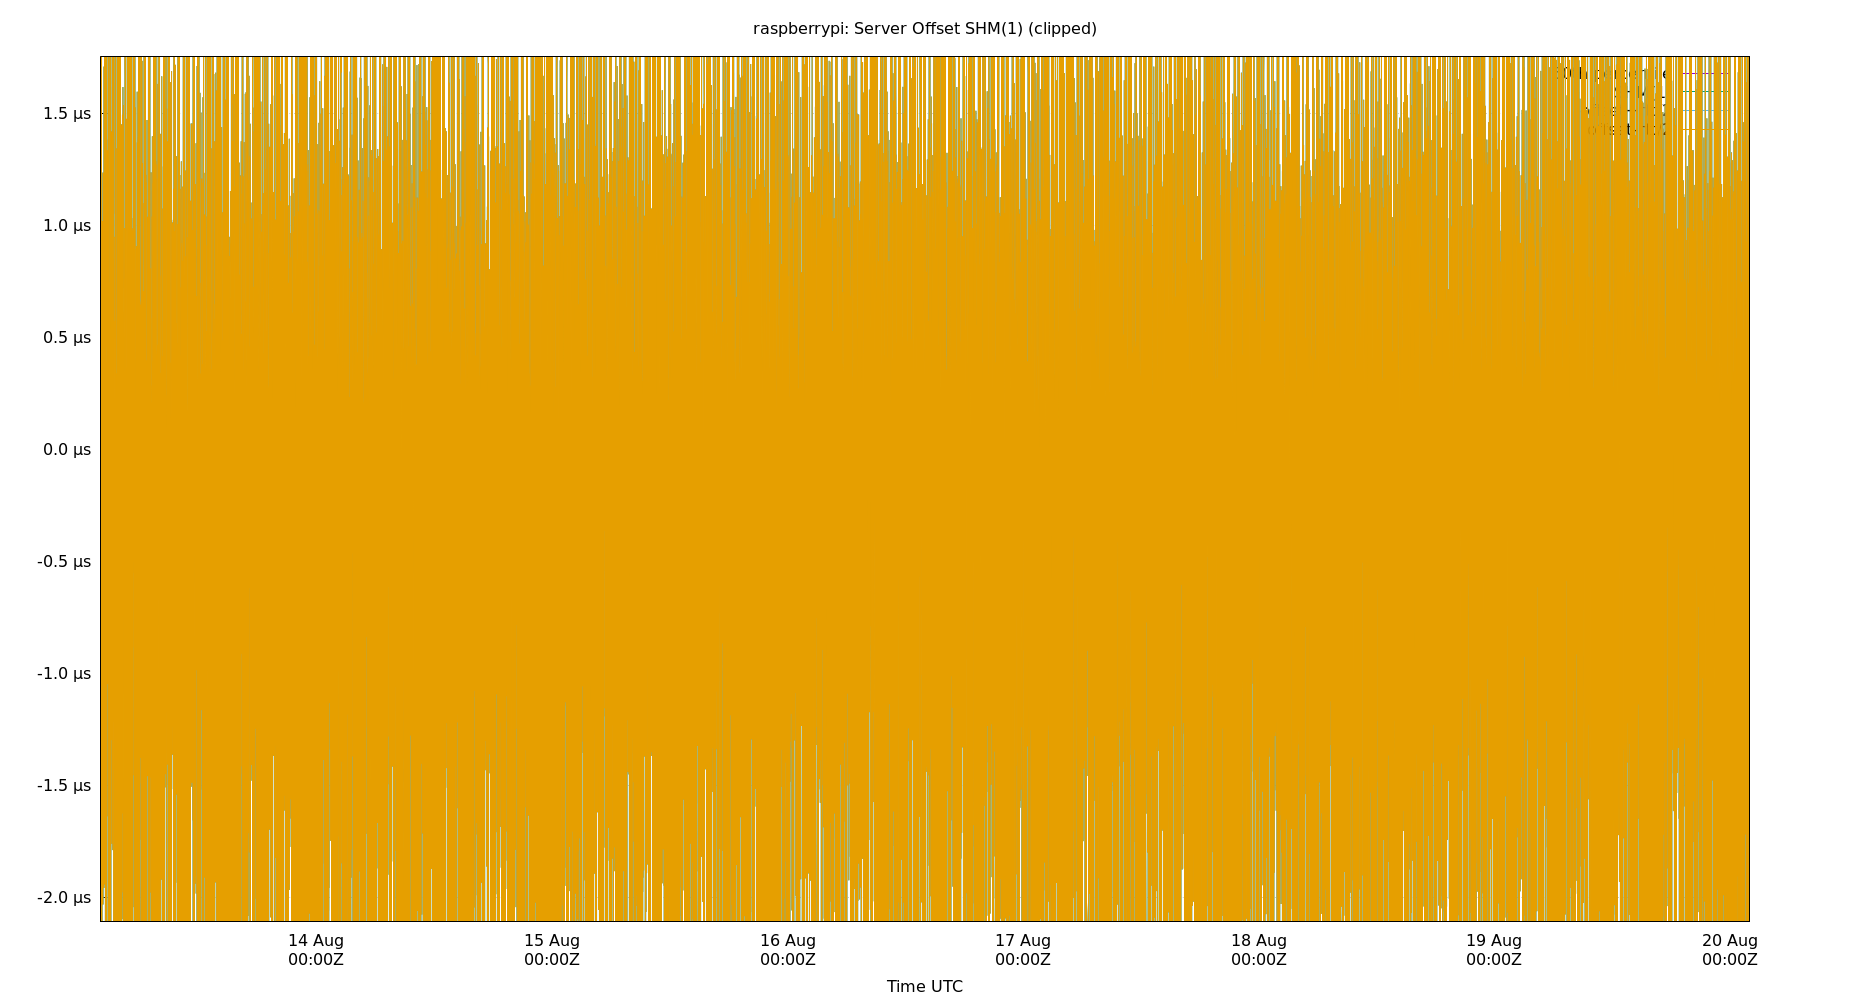 raspberrypi: Server Offset SHM(1) (clipped)
1.5 µs
1.0 µs
0.5 µs
0.0 µs
-0.5 µs
-1.0 µs
-1.5 µs
-2.0 µs
14 Aug 15 Aug 16 Aug 17 Aug 18 Aug 19 Aug 20 Aug
00:00Z 00:00Z 00:00Z 00:00Z 00:00Z 00:00Z 00:00Z
Time UTC